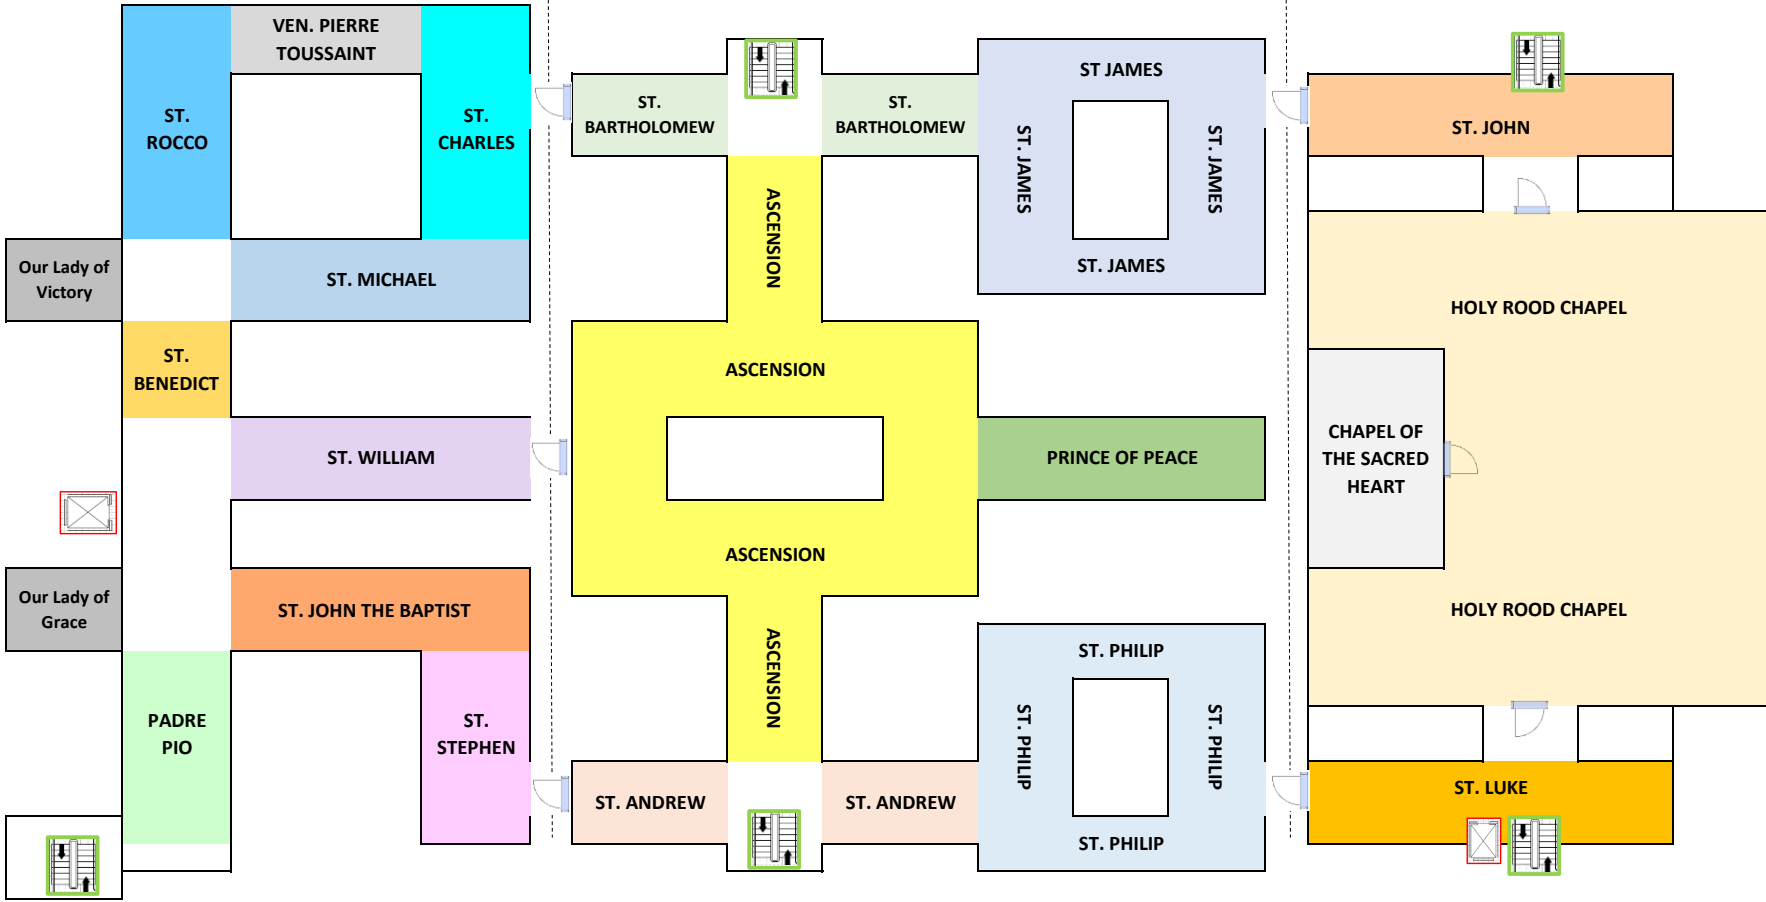 VEN. PIERRE
TOUSSAINT
ST.
ROCCO
ST.
CHARLES
ST.
BARTHOLOMEW
ST.
BARTHOLOMEW
ST JAMES
ST. JAMES
ST. JAMES
ST. JAMES
ST. JOHN
Our Lady of
Victory
ST. MICHAEL
ASCENSION
HOLY ROOD CHAPEL
ST.
BENEDICT
ASCENSION
ST. WILLIAM
PRINCE OF PEACE
CHAPEL OF
THE SACRED
HEART
ASCENSION
Our Lady of
Grace
ST. JOHN THE BAPTIST
HOLY ROOD CHAPEL
ASCENSION
ST. PHILIP
ST. PHILIP
ST. PHILIP
ST. PHILIP
PADRE
PIO
ST.
STEPHEN
ST. ANDREW
ST. ANDREW
ST. LUKE